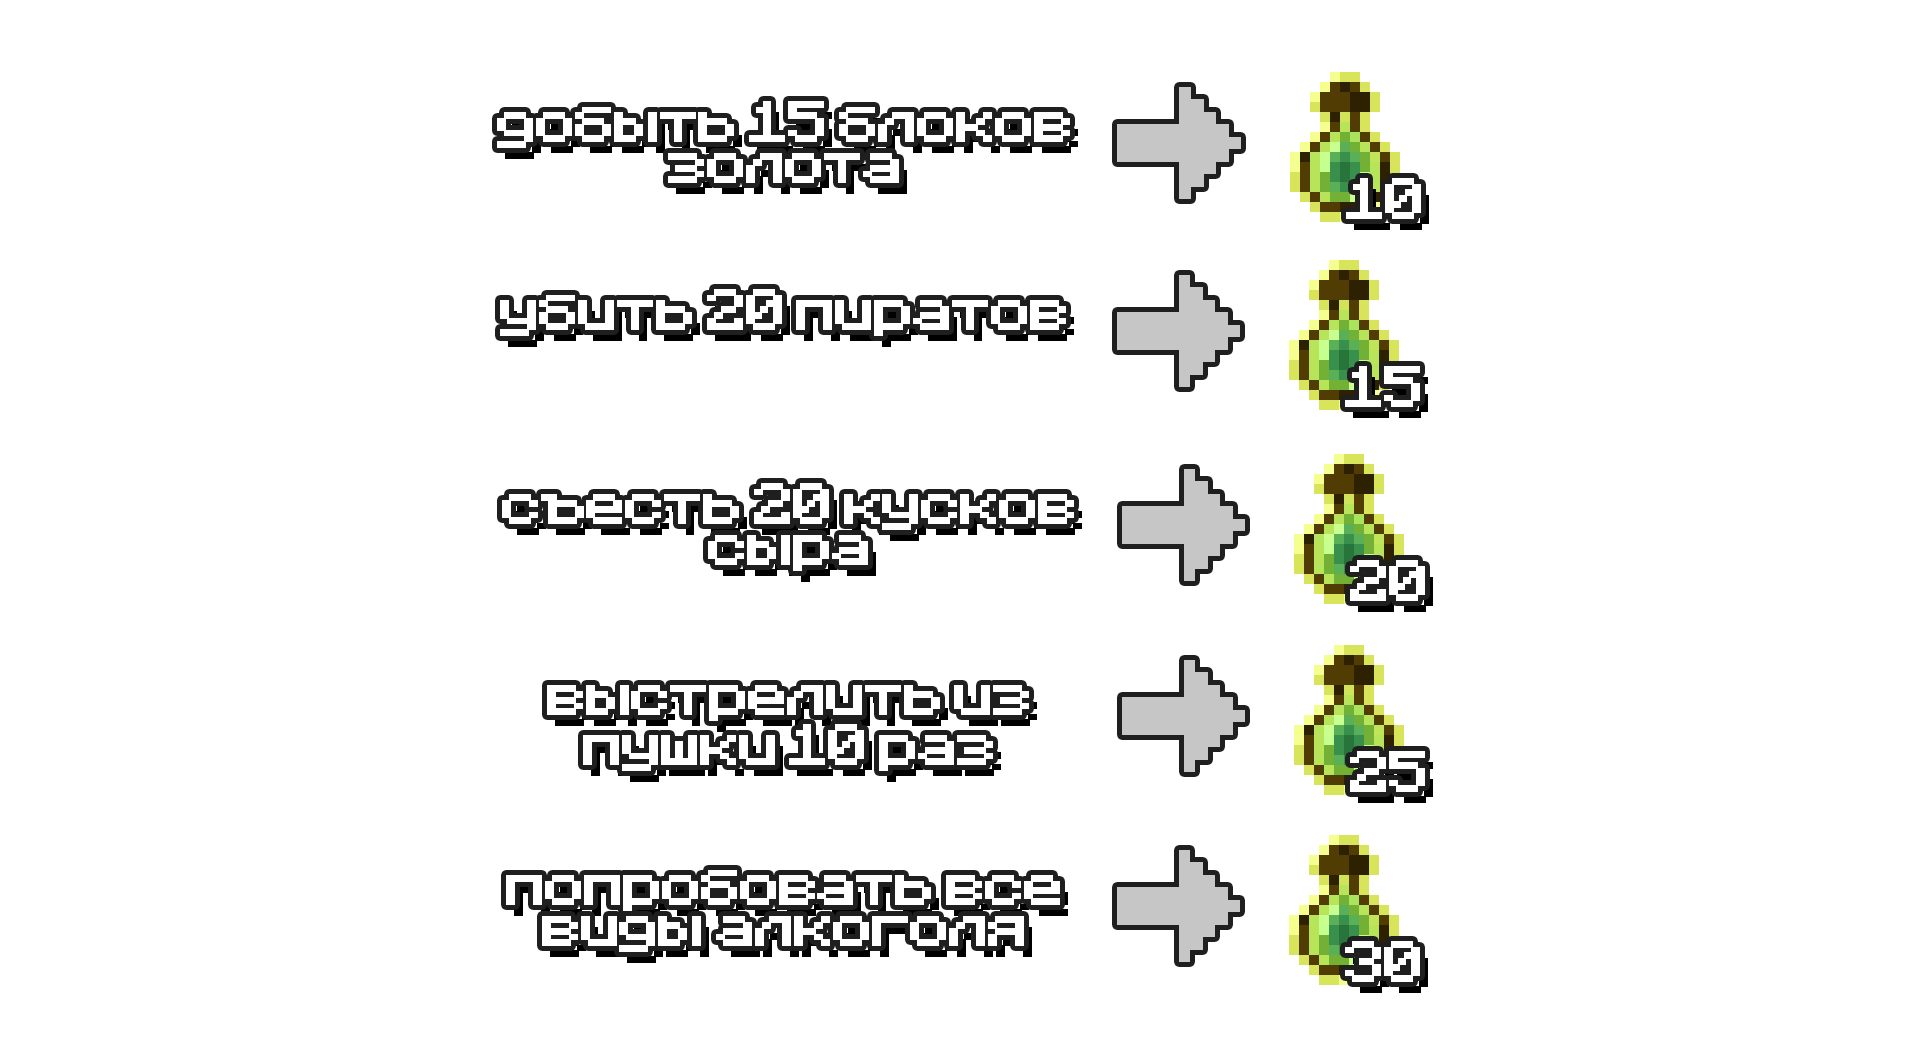 добыть 15 блоков
золота
10
убить 20 пиратов
15
съесть 20 кусков
сыра
20
выстрелить из
пушки 10 раз
25
попробовать все
виды алкоголя
30